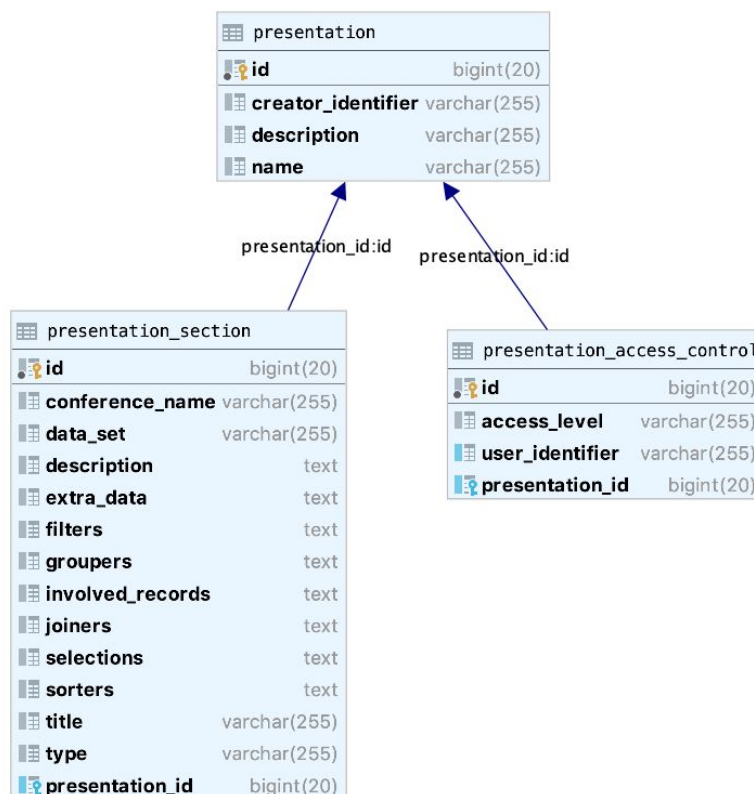 presentation
id bigint(20)
creator_identifier varchar(255)
description varchar(255)
name varchar(255)
presentation_id:id
presentation_id:id
presentation_section
id bigint(20)
conference_name varchar(255)
data_set varchar(255)
description text
extra_data text
filters text
groupers text
involved_records text
joiners text
selections text
sorters text
title varchar(255)
type varchar(255)
presentation_id bigint(20)
presentation_access_control
id bigint(20)
access_level varchar(255)
user_identifier varchar(255)
presentation_id bigint(20)